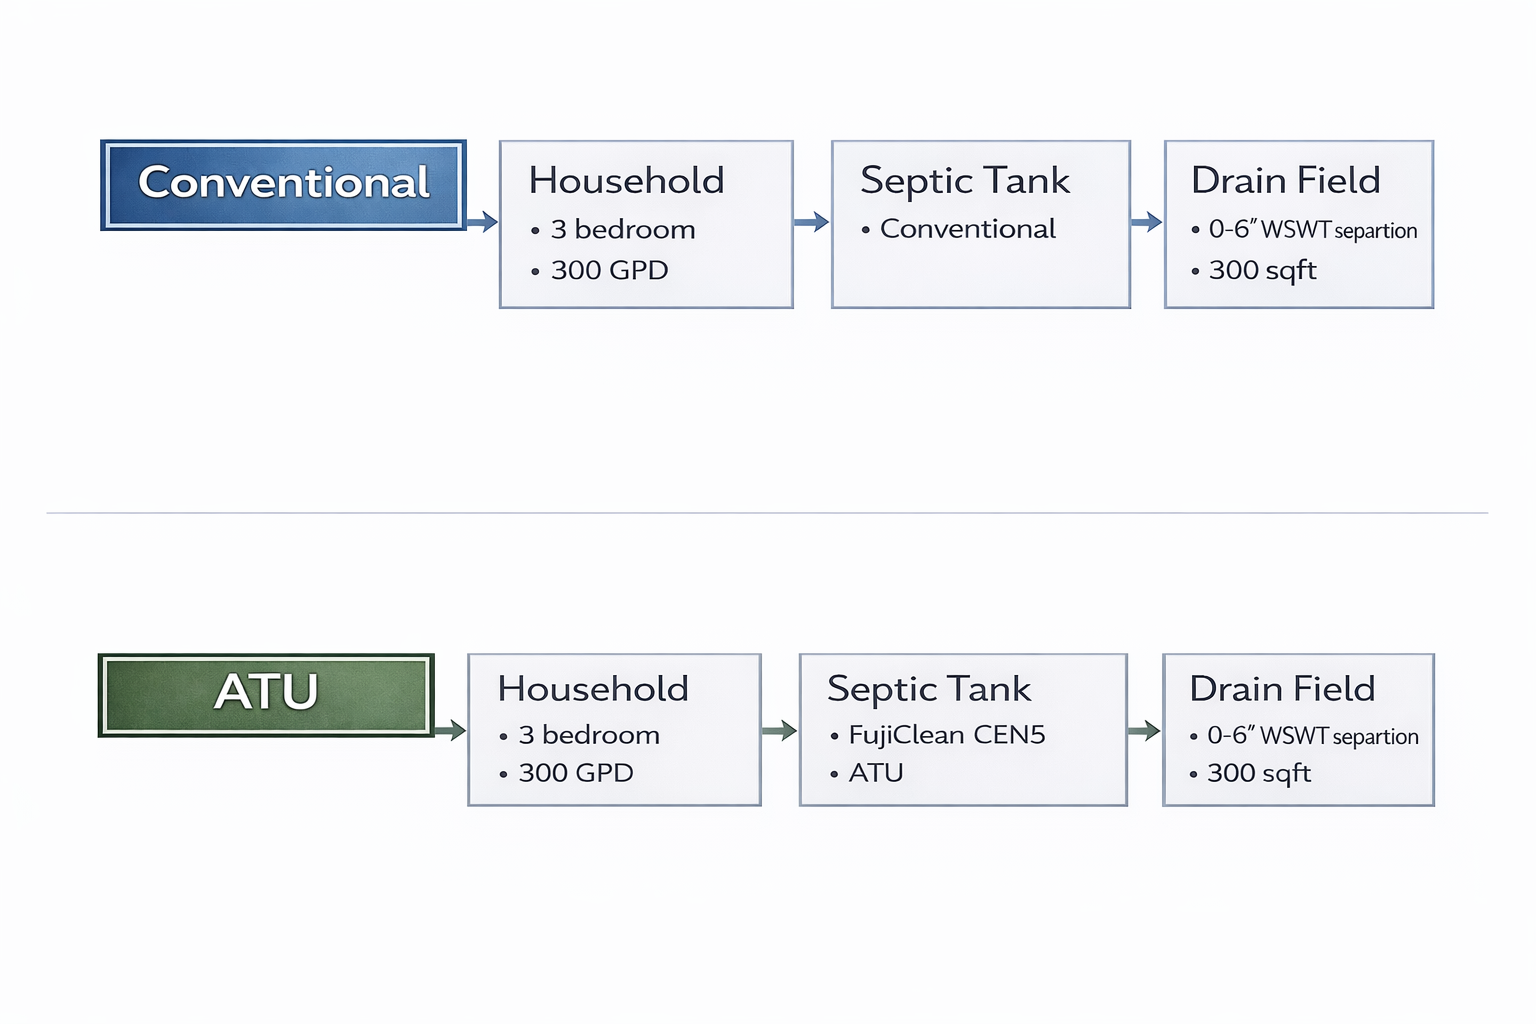 Conventional
Household
• 3 bedroom
• 300 GPD
Septic Tank
• Conventional
Drain Field
• 0-6" WSWT separtion
• 300 sqft
ATU
Household
• 3 bedroom
• 300 GPD
Septic Tank
• FujiClean CEN5
• ATU
Drain Field
• 0-6" WSWT separtion
• 300 sqft